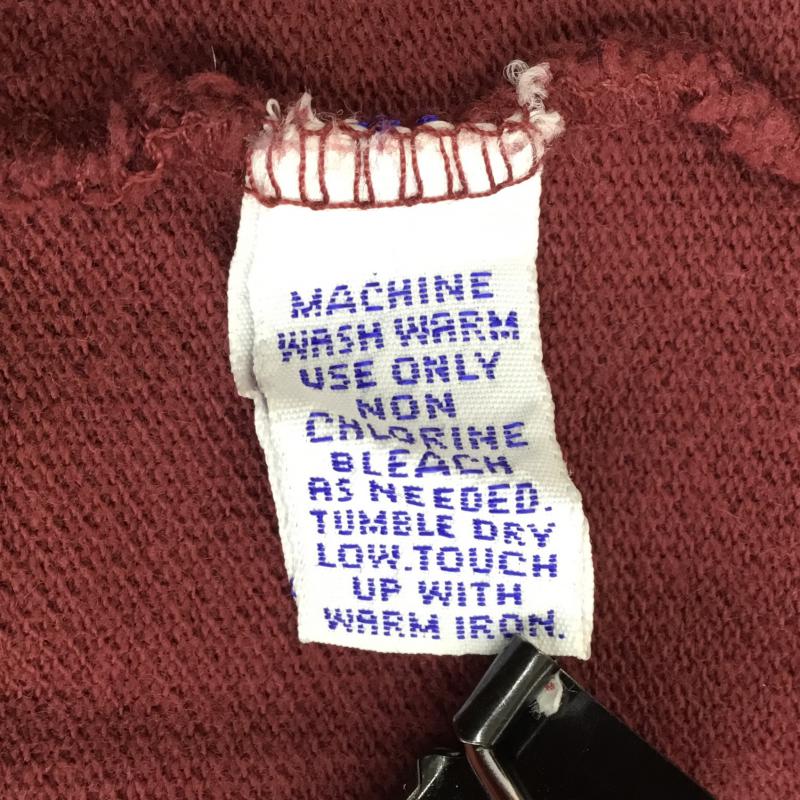 MACHINE
WASH WARM
USE ONLY
NON
CHLORINE
BLEACH
AS NEEDED.
TUMBLE DRY
LOW.TOUCH
UP WITH
WARM IRON.